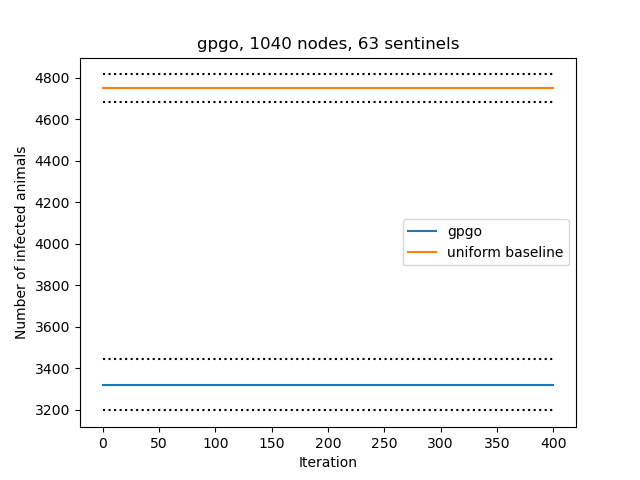 gpgo, 1040 nodes, 63 sentinels
4800
4600
4400
4200
4000
3800
3600
3400
3200
Number of infected animals
gpgo
uniform baseline
0 50 100 150 200 250 300 350 400
Iteration